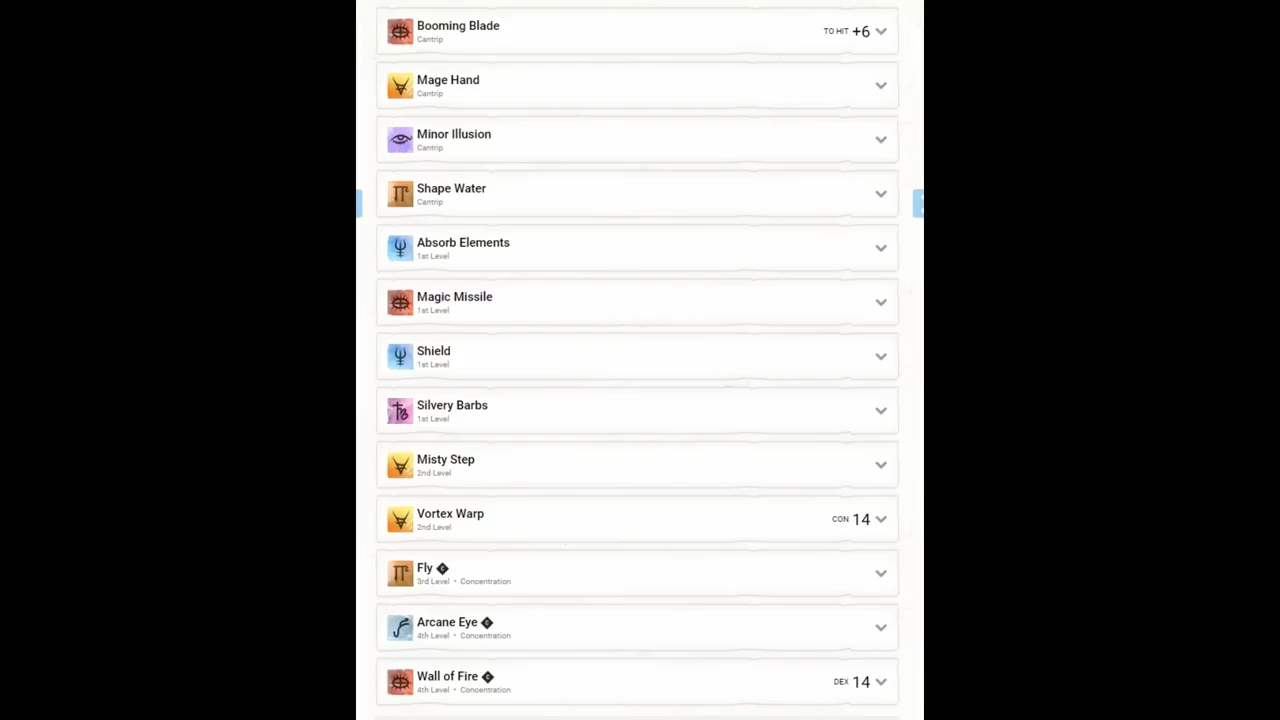 Booming Blade
Cantrip
TO HIT +6
Mage Hand
Cantrip
Minor Illusion
Cantrip
Shape Water
Cantrip
Absorb Elements
1st Level
Magic Missile
1st Level
Shield
1st Level
Silvery Barbs
1st Level
Misty Step
2nd Level
Vortex Warp
2nd Level
CON 14
Fly C
3rd Level • Concentration
Arcane Eye C
4th Level • Concentration
Wall of Fire C
4th Level • Concentration
DEX 14